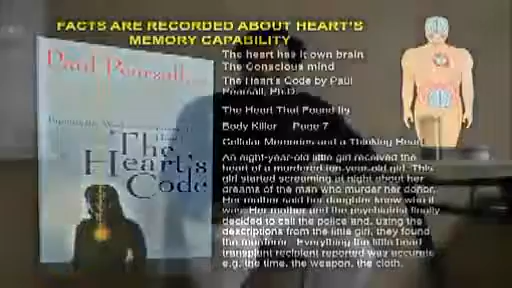 FACTS ARE RECORDED ABOUT HEART'S
MEMORY CAPABILITY
Paul Pearsall
The
Heart's
Code
The heart has it own brain
The Conscious mind
The Heart's Code by Paul
Pearsall, Ph.D.
The Heart That Found Its
Body Killer Page 7
Cellular Memories and a Thinking Heart
An eight-year-old little girl received the
heart of a murdered ten-year-old girl. This
girl started screaming at night about her
dreams of the man who murder her donor.
Her mother said her daughter knew who it
was. Her mother and the psychiatrist finally
decided to call the police and, using the
descriptions from the little girl, they found
the murderer. Everything the little heart
transplant recipient reported was accurate
e.g. the time, the weapon, the cloth.